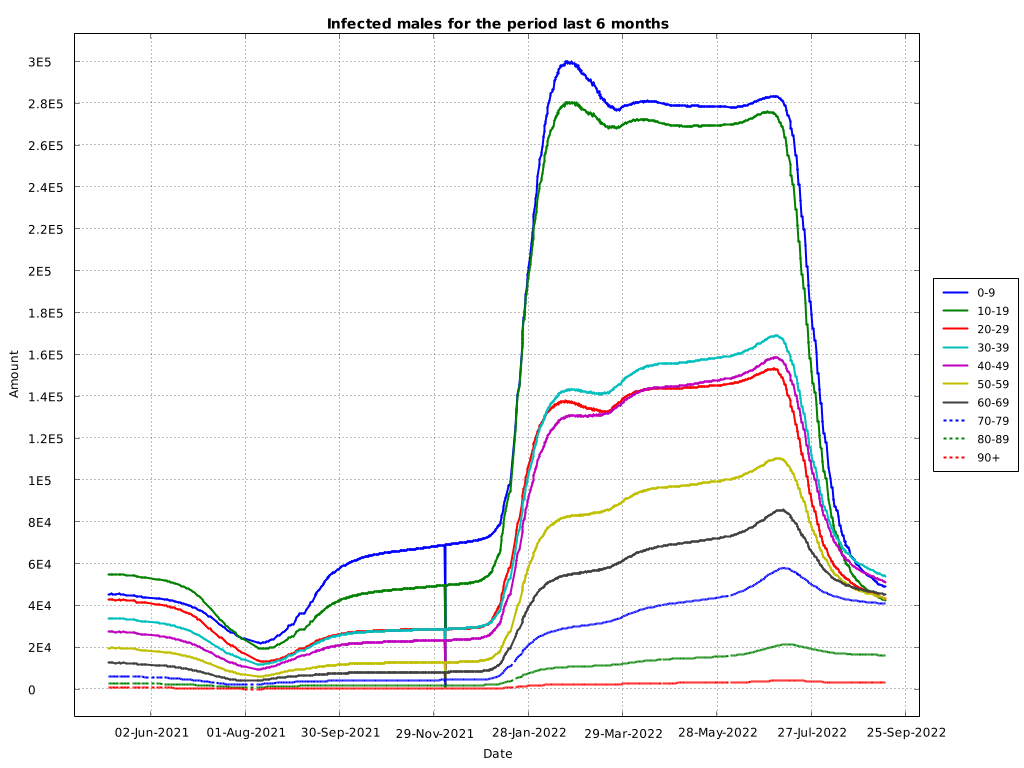 Infected males for the period last 6 months
3E5
2.8E5
2.6E5
2.4E5
2.2E5
2E5
1.8E5
1.6E5
1.4E5
1.2E5
1E5
8E4
6E4
4E4
2E4
0
Amount
02-Jun-2021 01-Aug-2021 30-Sep-2021 29-Nov-2021 28-Jan-2022 29-Mar-2022 28-May-2022 27-Jul-2022 25-Sep-2022
Date
0-9
10-19
20-29
30-39
40-49
50-59
60-69
70-79
80-89
90+